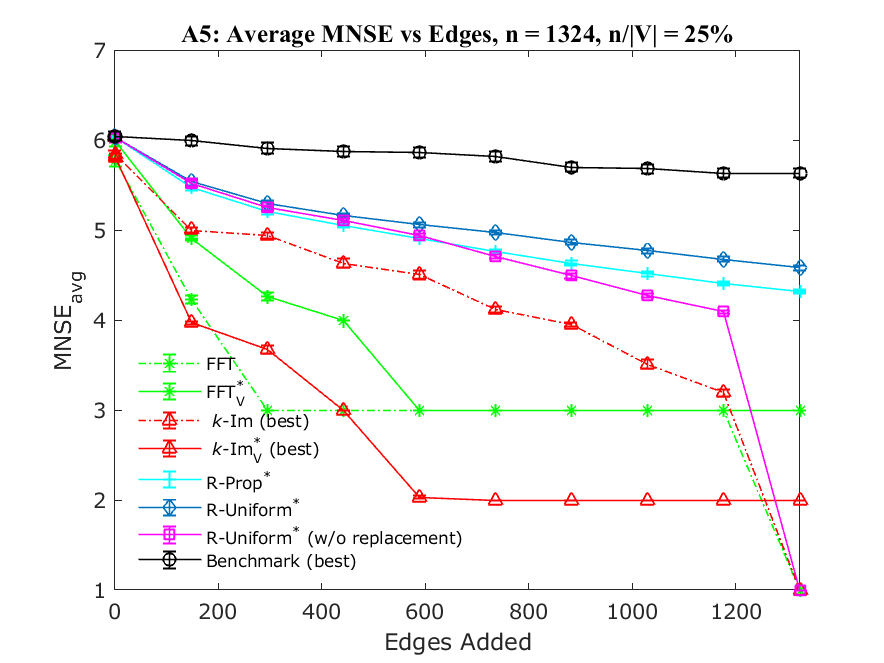 A5: Average MNSE vs Edges, n = 1324, n/|V| = 25%
7
6
5
4
3
2
1
MNSE_avg
FFT
FFT*_V
k-Im (best)
k-Im*_V (best)
R-Prop*
R-Uniform*
R-Uniform* (w/o replacement)
Benchmark (best)
0 200 400 600 800 1000 1200
Edges Added